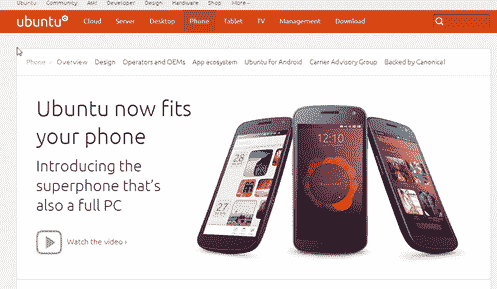 Ubuntu Community Ask! Developer Design Hardware Shop More
ubuntu Cloud Server Desktop Phone Tablet TV Management Download
Phone › Overview Design Operators and OEMs App ecosystem Ubuntu for Android Carrier Advisory Group Backed by Canonical
Ubuntu now fits
your phone
Introducing the
superphone that's
also a full PC
Watch the video ›
28
29
12:10